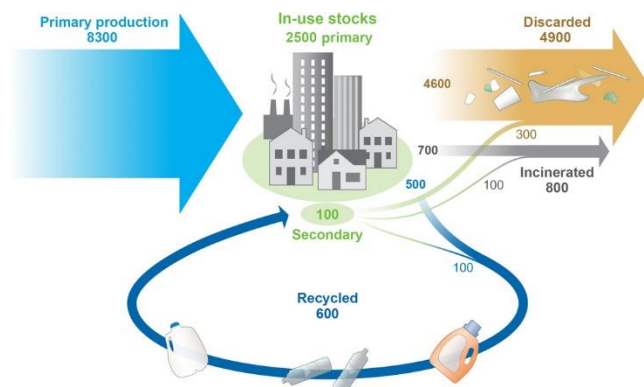 Primary production
8300
In-use stocks
2500 primary
Discarded
4900
4600
300
700
Incinerated
800
500
100
100
Secondary
100
Recycled
600